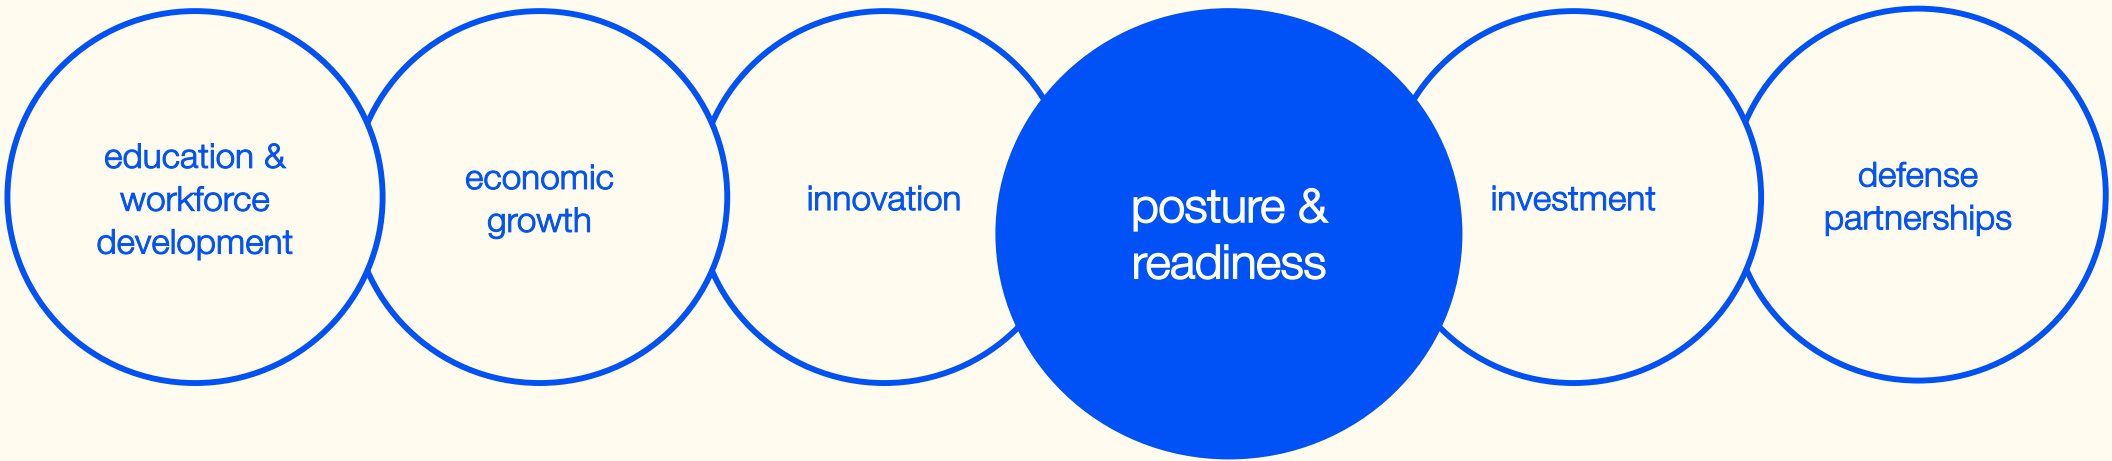 education &
workforce
development
economic
growth
innovation
posture &
readiness
investment
defense
partnerships